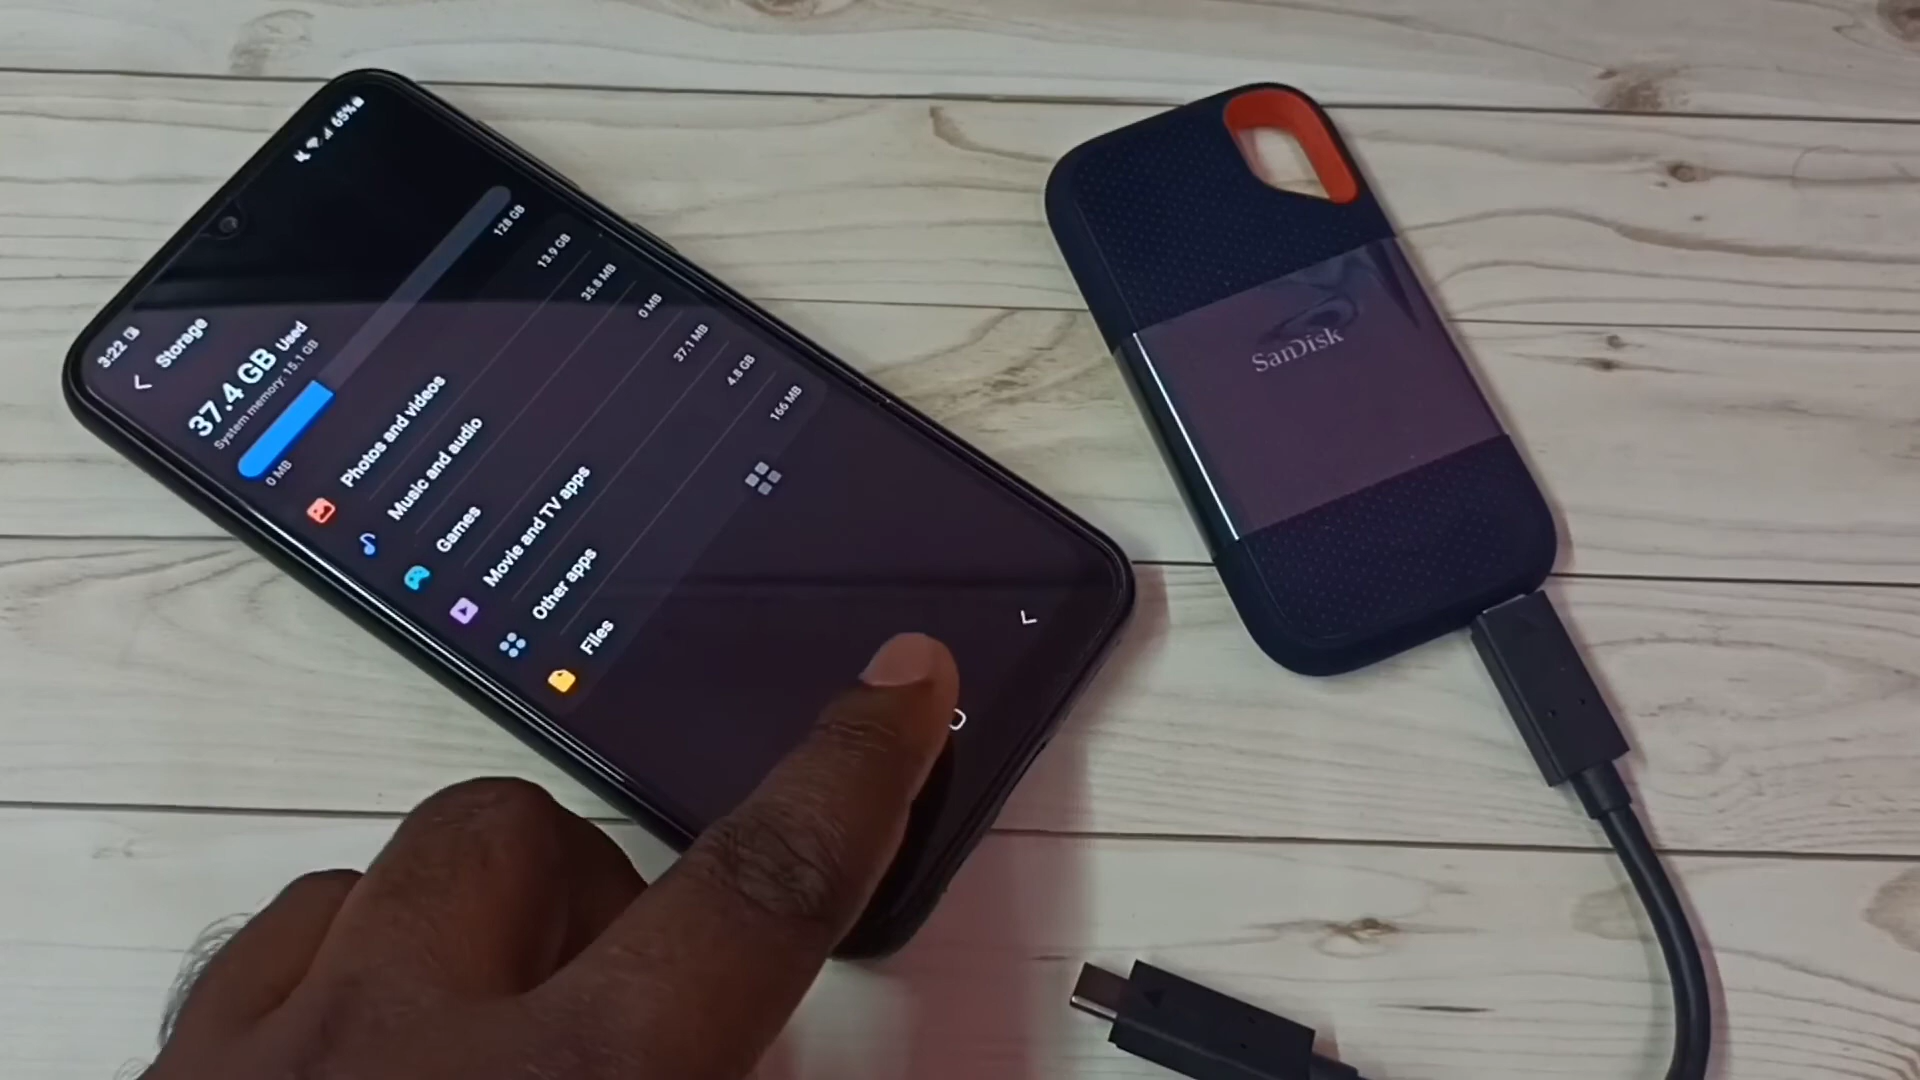 3:22
65%
Storage
37.4 GB Used
System memory: 15.1 GB
0 MB
128 GB
Photos and videos 13.9 GB
Music and audio 35.8 MB
Games 0 MB
Movie and TV apps 37.1 MB
Other apps 4.8 GB
Files 166 MB
SanDisk